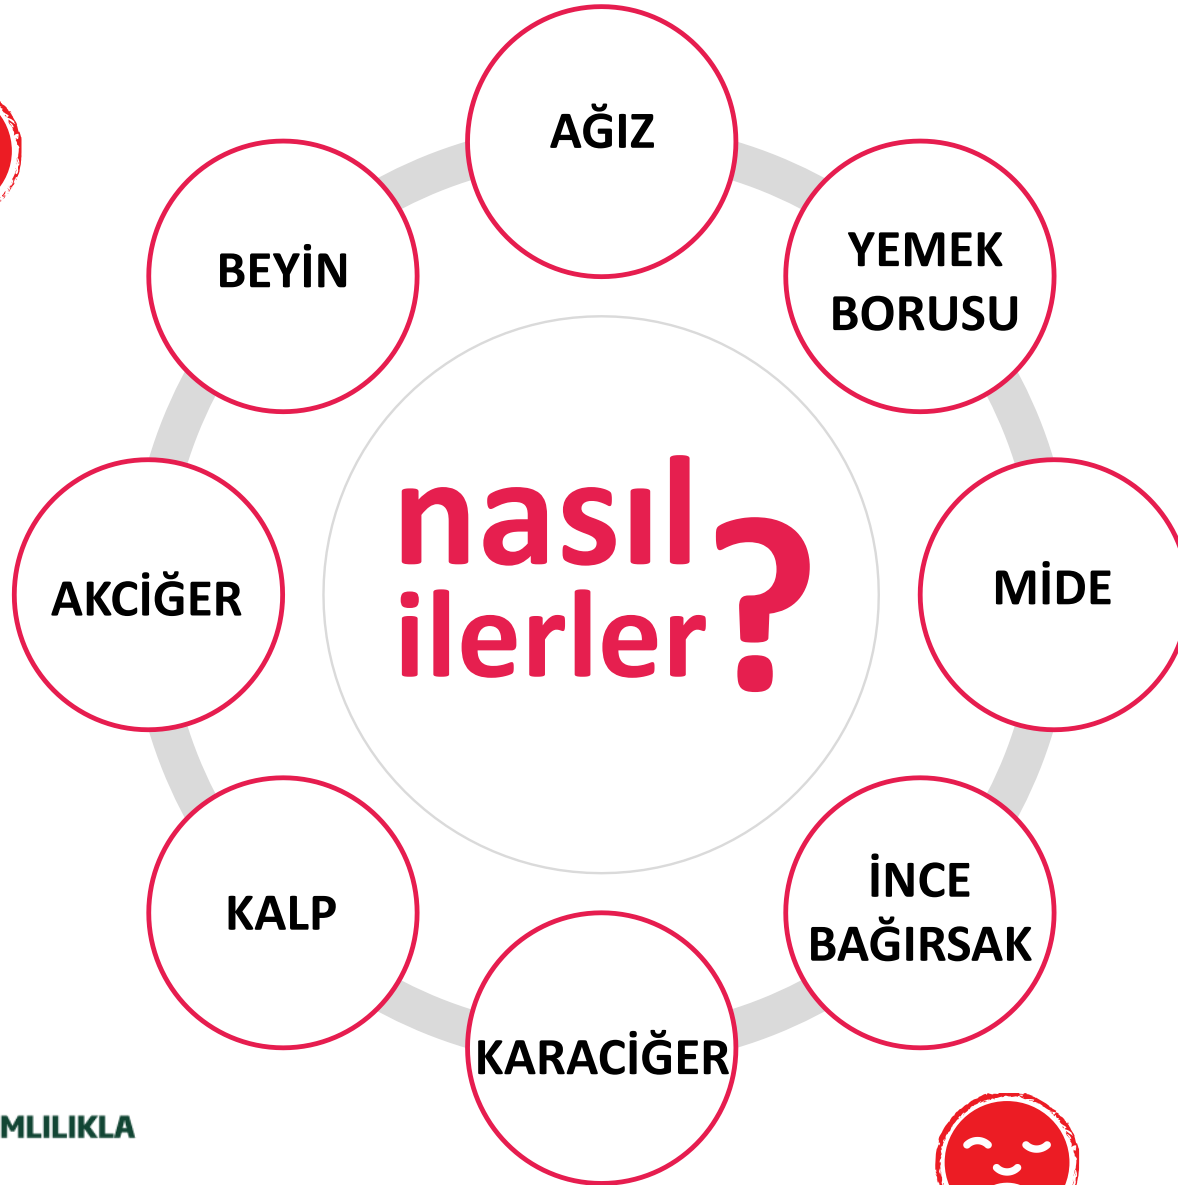 AĞIZ
YEMEK
BORUSU
MİDE
İNCE
BAĞIRSAK
KARACİĞER
KALP
AKCİĞER
BEYİN
nasıl
ilerler?
MLILIKLA